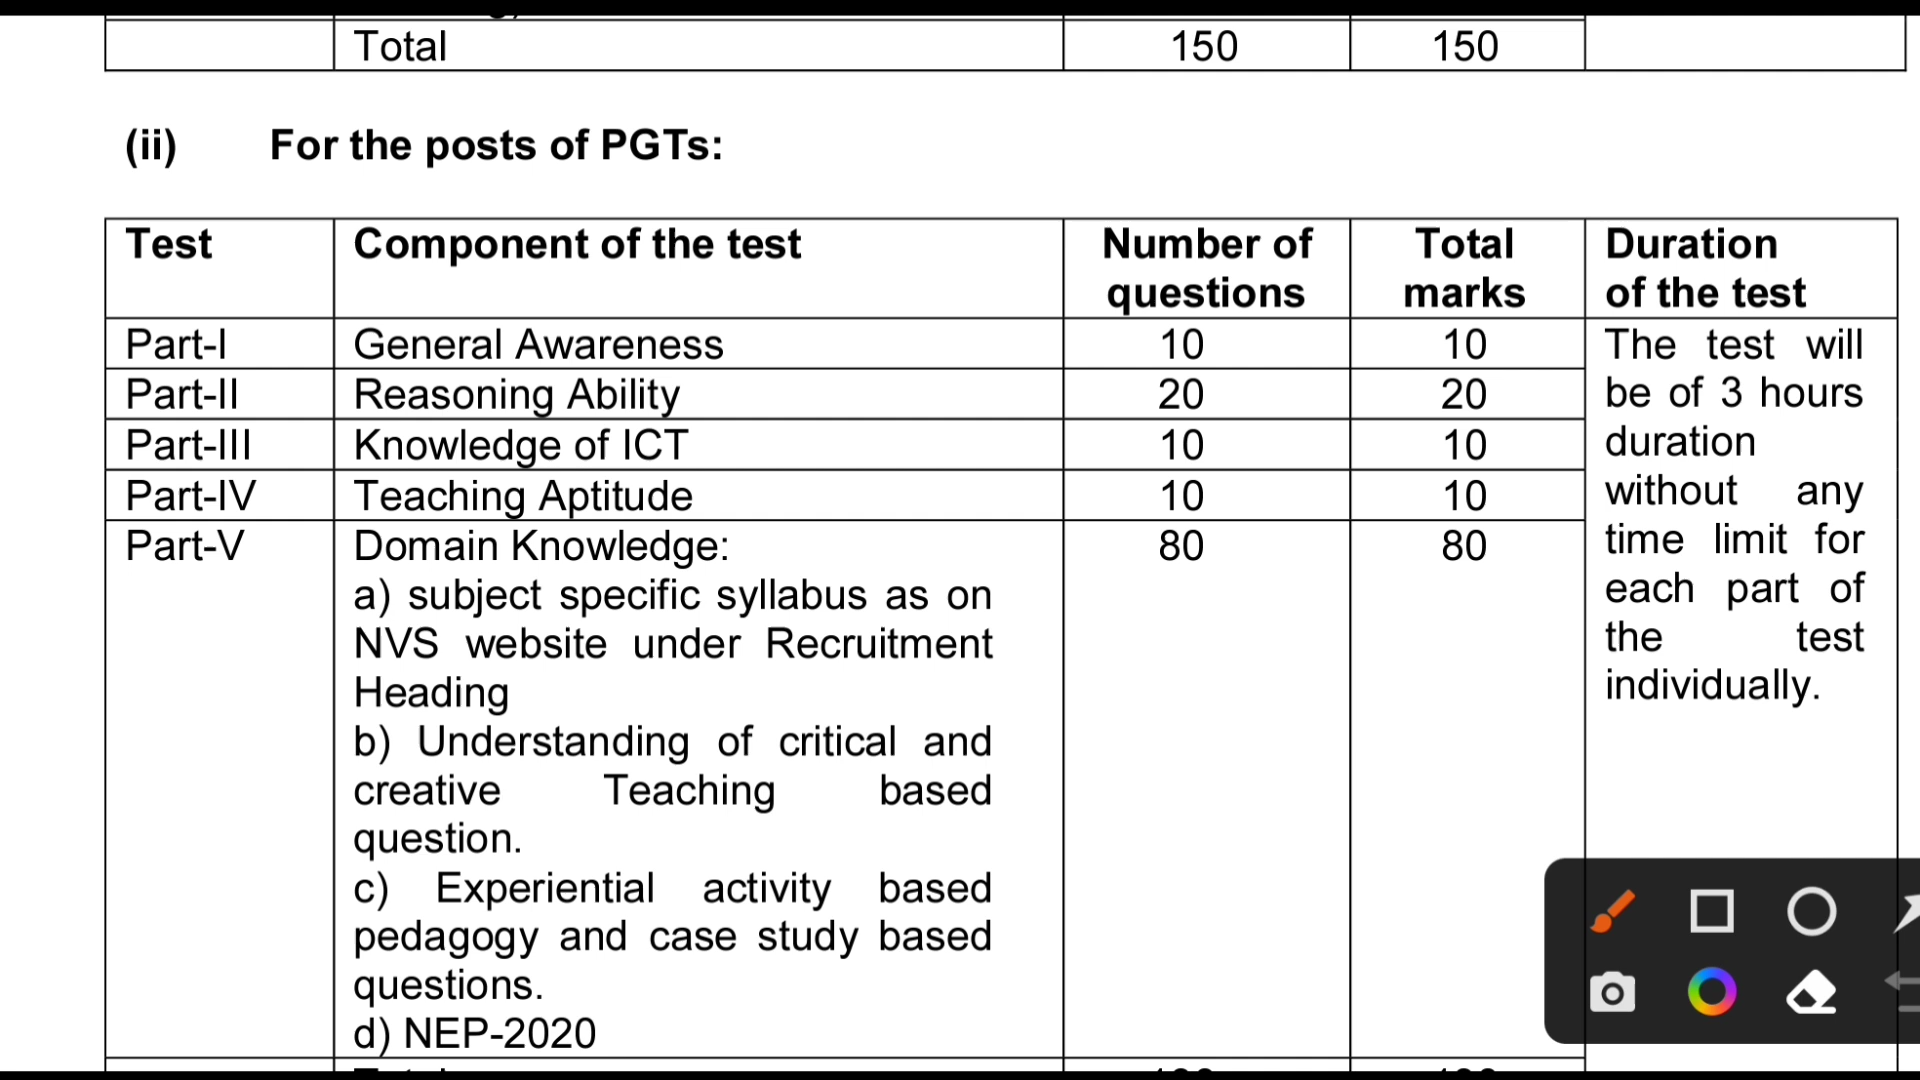 Total 150 150
(ii) For the posts of PGTs:
Test Component of the test Number of questions Total marks Duration of the test
Part-I General Awareness 10 10 The test will
Part-II Reasoning Ability 20 20 be of 3 hours
Part-III Knowledge of ICT 10 10 duration
Part-IV Teaching Aptitude 10 10 without any
Part-V Domain Knowledge: 80 80 time limit for
a) subject specific syllabus as on each part of
NVS website under Recruitment the test
Heading individually.
b) Understanding of critical and
creative Teaching based
question.
c) Experiential activity based
pedagogy and case study based
questions.
d) NEP-2020